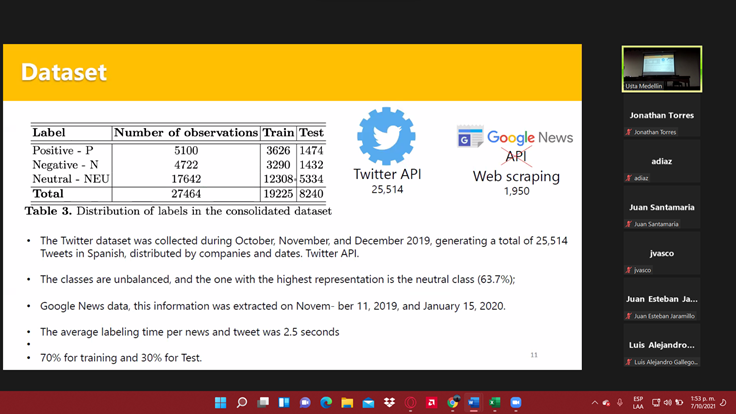 Dataset
Label Number of observations Train Test
Positive - P 5100 3626 1474
Negative - N 4722 3290 1432
Neutral - NEU 17642 12308 5334
Total 27464 19225 8240
Table 3. Distribution of labels in the consolidated dataset
Twitter API
25,514
Google News
API
Web scraping
1,950
• The Twitter dataset was collected during October, November, and December 2019, generating a total of 25,514
Tweets in Spanish, distributed by companies and dates. Twitter API.
• The classes are unbalanced, and the one with the highest representation is the neutral class (63.7%);
• Google News data, this information was extracted on Novem- ber 11, 2019, and January 15, 2020.
• The average labeling time per news and tweet was 2.5 seconds
•
• 70% for training and 30% for Test.
11
Usta Medellin
Jonathan Torres
Jonathan Torres
adiaz
adiaz
Juan Santamaria
Juan Santamaria
jvasco
jvasco
Juan Esteban Ja...
Juan Esteban Jaramillo
Luis Alejandro...
Luis Alejandro Gallego...
ESP
LAA
1:53 p. m.
7/10/2021